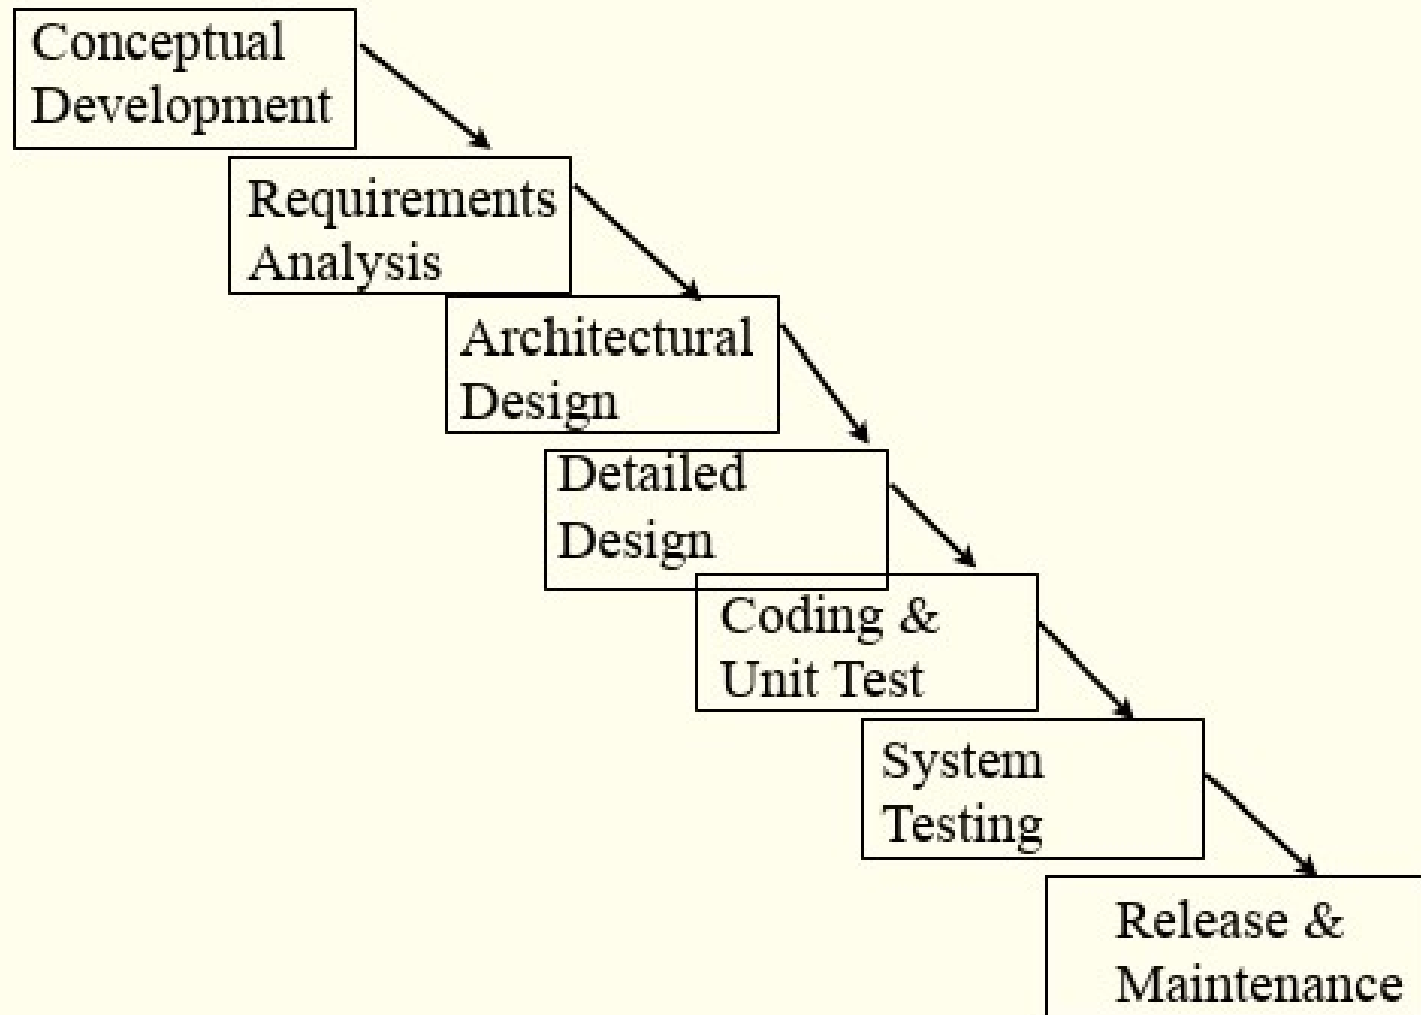 Conceptual
Development
Requirements
Analysis
Architectural
Design
Detailed
Design
Coding &
Unit Test
System
Testing
Release &
Maintenance